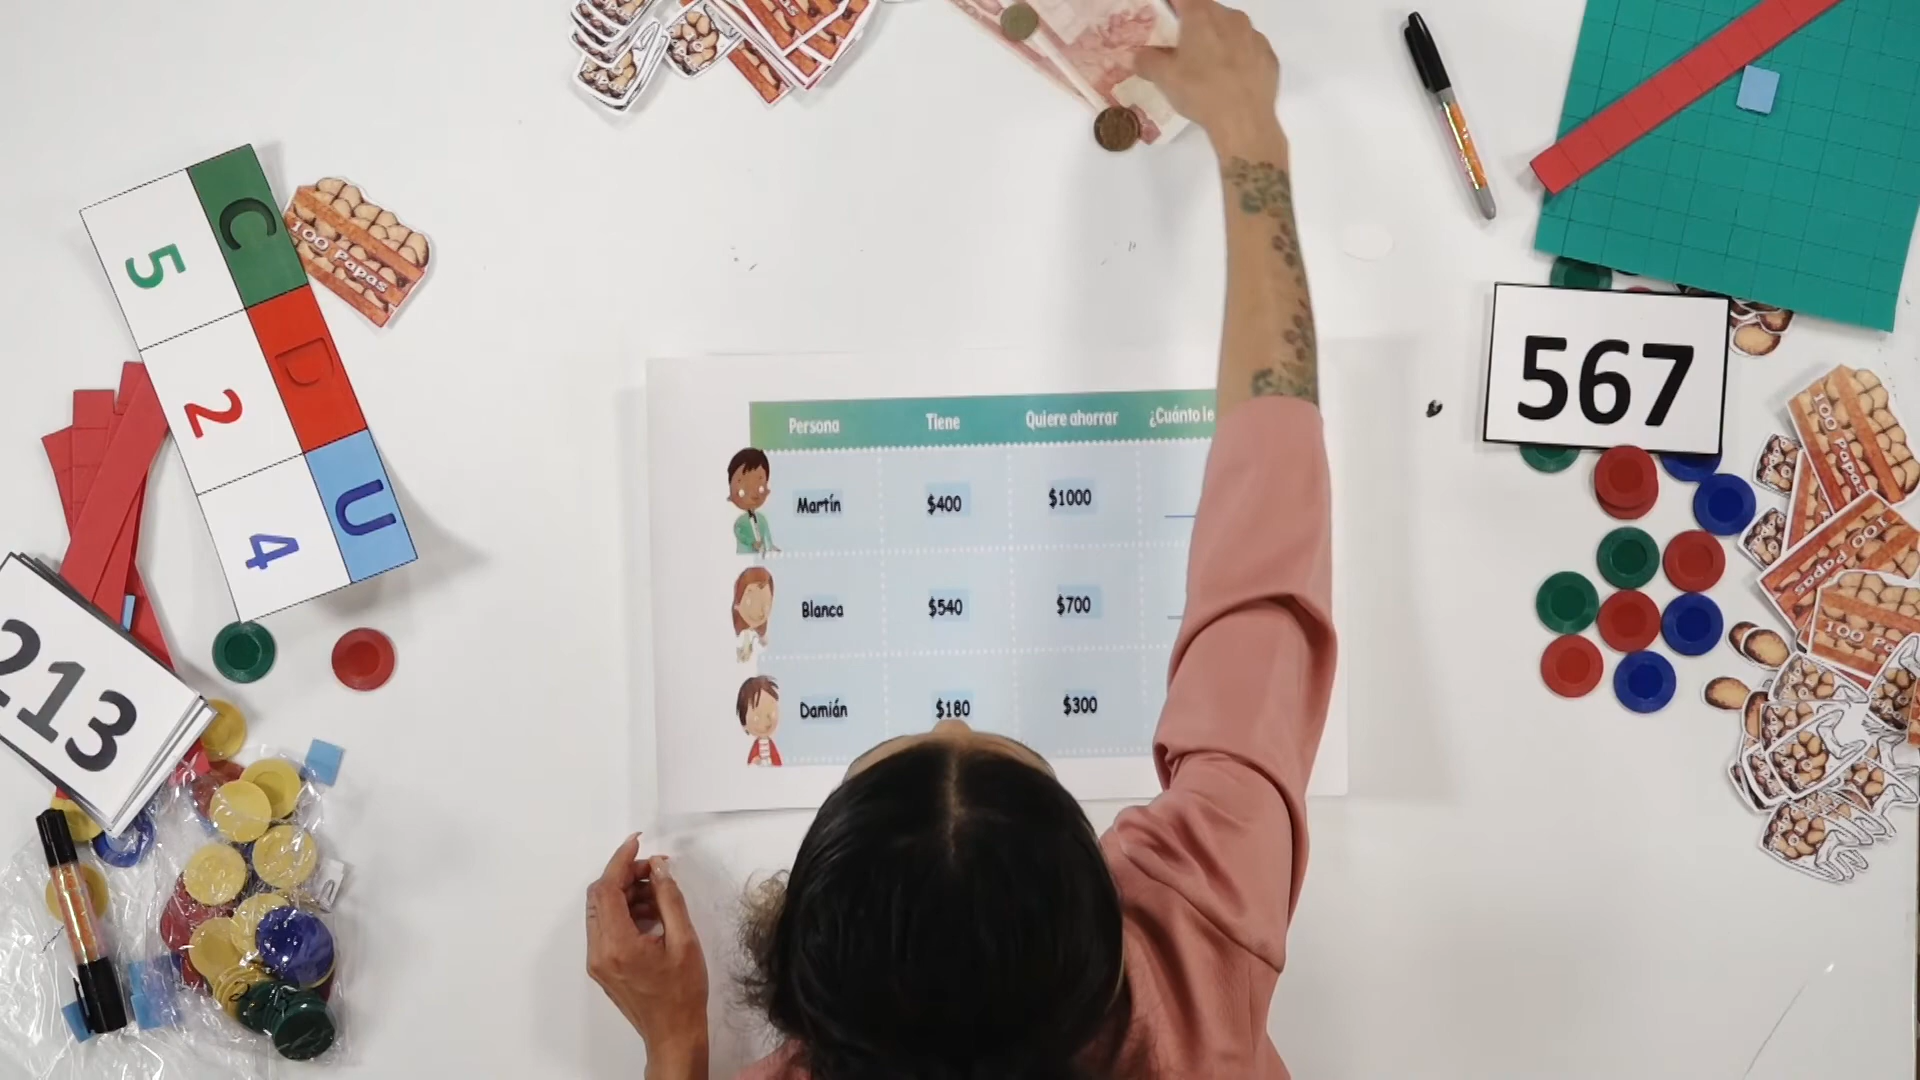 C D U
5 2 4
100 Papas
213
Persona Tiene Quiere ahorrar ¿Cuánto le
Martín $400 $1000
Blanca $540 $700
Damián $180 $300
567
100 Papas
100 Papas
100 Pa